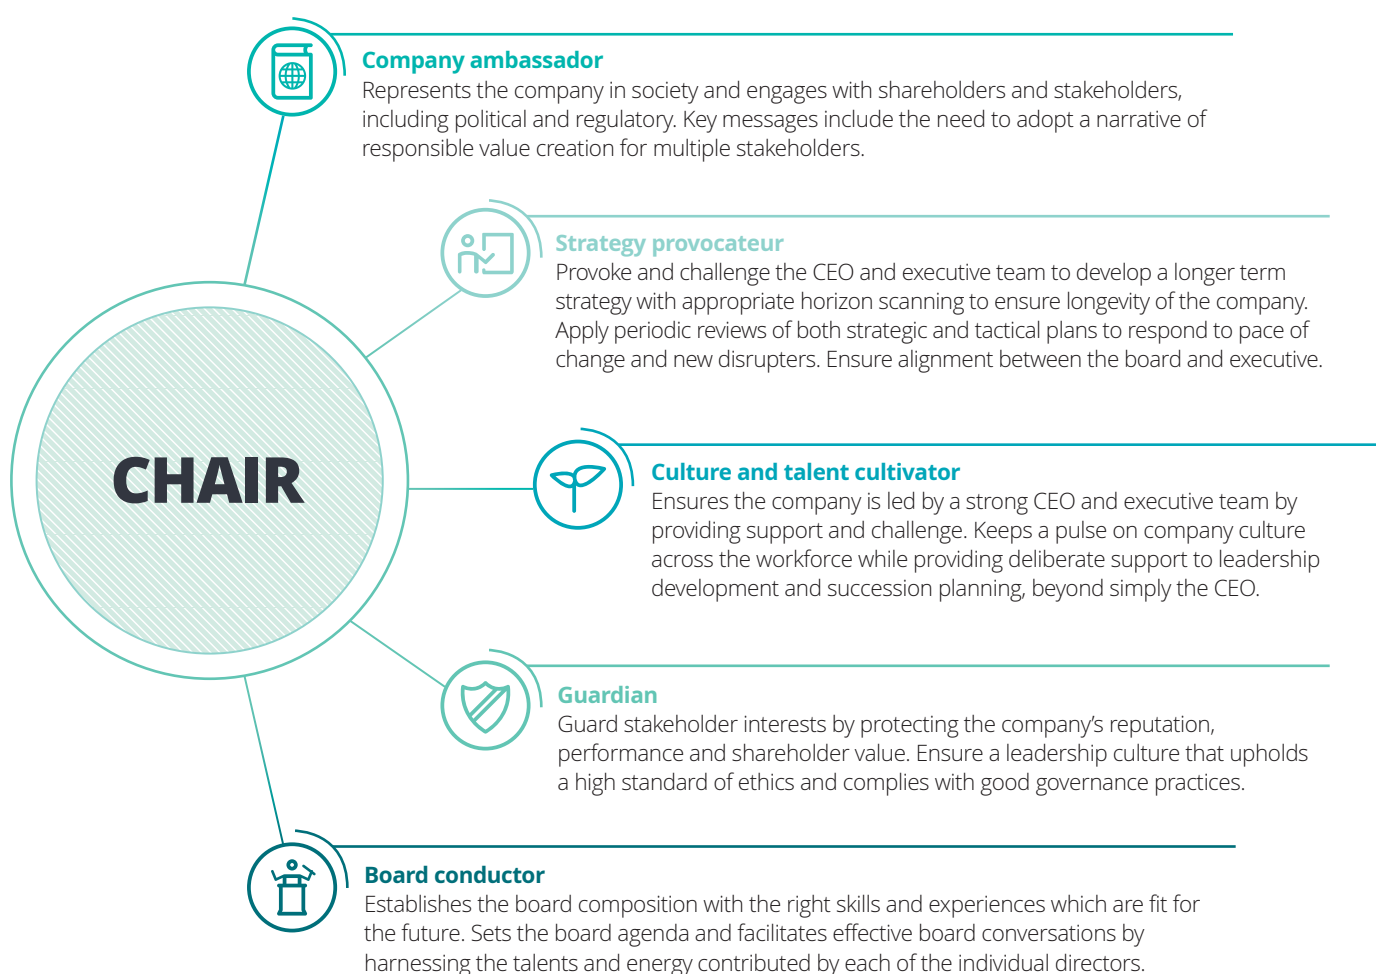 Company ambassador
Represents the company in society and engages with shareholders and stakeholders,
including political and regulatory. Key messages include the need to adopt a narrative of
responsible value creation for multiple stakeholders.
Strategy provocateur
Provoke and challenge the CEO and executive team to develop a longer term
strategy with appropriate horizon scanning to ensure longevity of the company.
Apply periodic reviews of both strategic and tactical plans to respond to pace of
change and new disrupters. Ensure alignment between the board and executive.
CHAIR
Culture and talent cultivator
Ensures the company is led by a strong CEO and executive team by
providing support and challenge. Keeps a pulse on company culture
across the workforce while providing deliberate support to leadership
development and succession planning, beyond simply the CEO.
Guardian
Guard stakeholder interests by protecting the company’s reputation,
performance and shareholder value. Ensure a leadership culture that upholds
a high standard of ethics and complies with good governance practices.
Board conductor
Establishes the board composition with the right skills and experiences which are fit for
the future. Sets the board agenda and facilitates effective board conversations by
harnessing the talents and energy contributed by each of the individual directors.